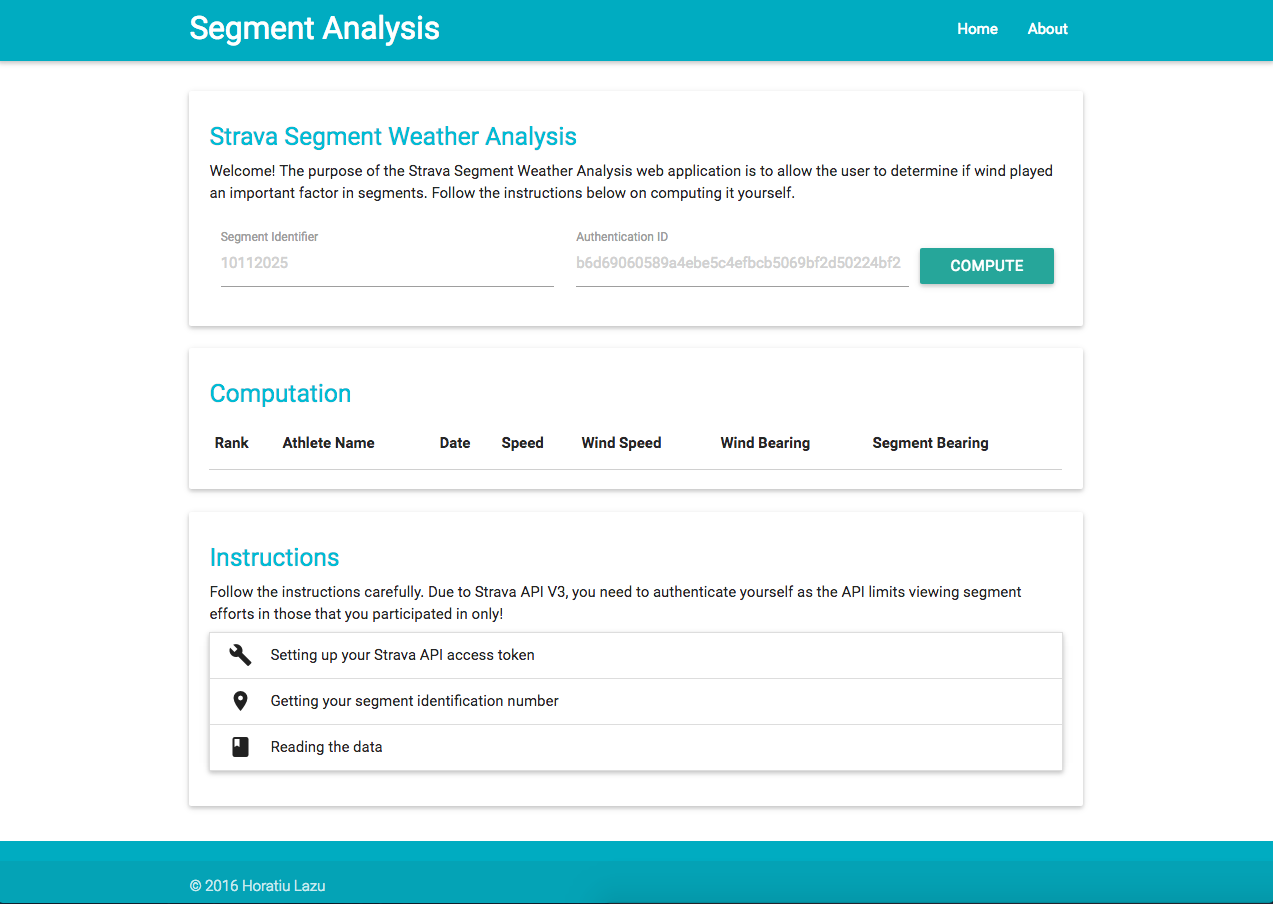 Segment Analysis
Home
About
Strava Segment Weather Analysis
Welcome! The purpose of the Strava Segment Weather Analysis web application is to allow the user to determine if wind played
an important factor in segments. Follow the instructions below on computing it yourself.
Segment Identifier
Authentication ID
10112025
b6d69060589a4ebe5c4efbcb5069bf2d50224bf2
COMPUTE
Computation
Rank Athlete Name Date Speed Wind Speed Wind Bearing Segment Bearing
Instructions
Follow the instructions carefully. Due to Strava API V3, you need to authenticate yourself as the API limits viewing segment
efforts in those that you participated in only!
Setting up your Strava API access token
Getting your segment identification number
Reading the data
© 2016 Horatiu Lazu